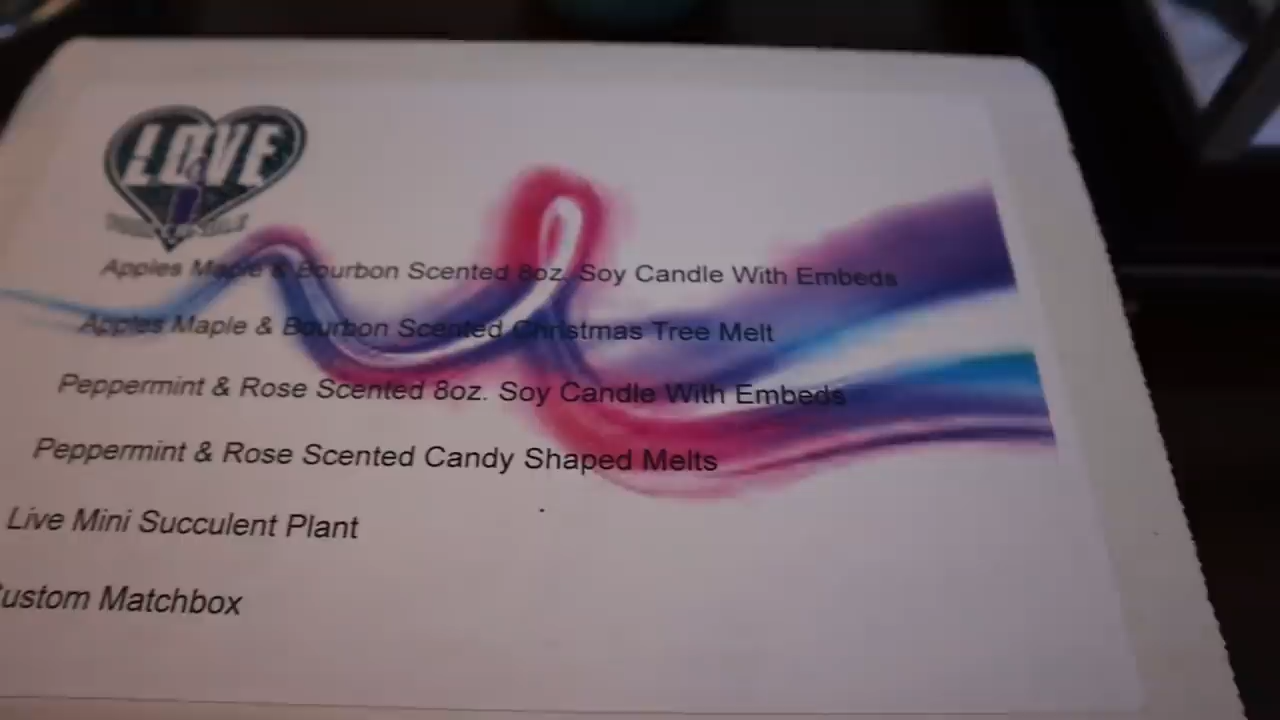 LOVE
Apples Maple & Bourbon Scented 8oz. Soy Candle With Embeds
Apples Maple & Bourbon Scented Christmas Tree Melt
Peppermint & Rose Scented 8oz. Soy Candle With Embeds
Peppermint & Rose Scented Candy Shaped Melts
Live Mini Succulent Plant
ustom Matchbox